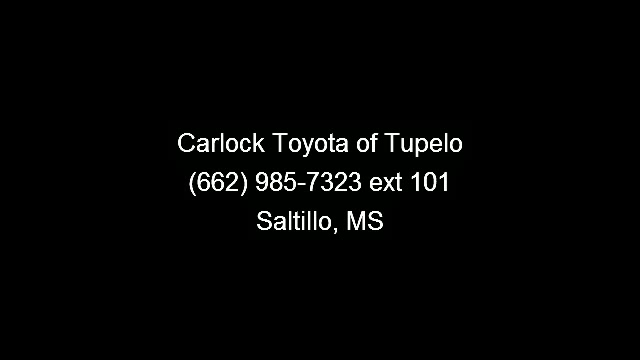 Carlock Toyota of Tupelo
(662) 985-7323 ext 101
Saltillo, MS